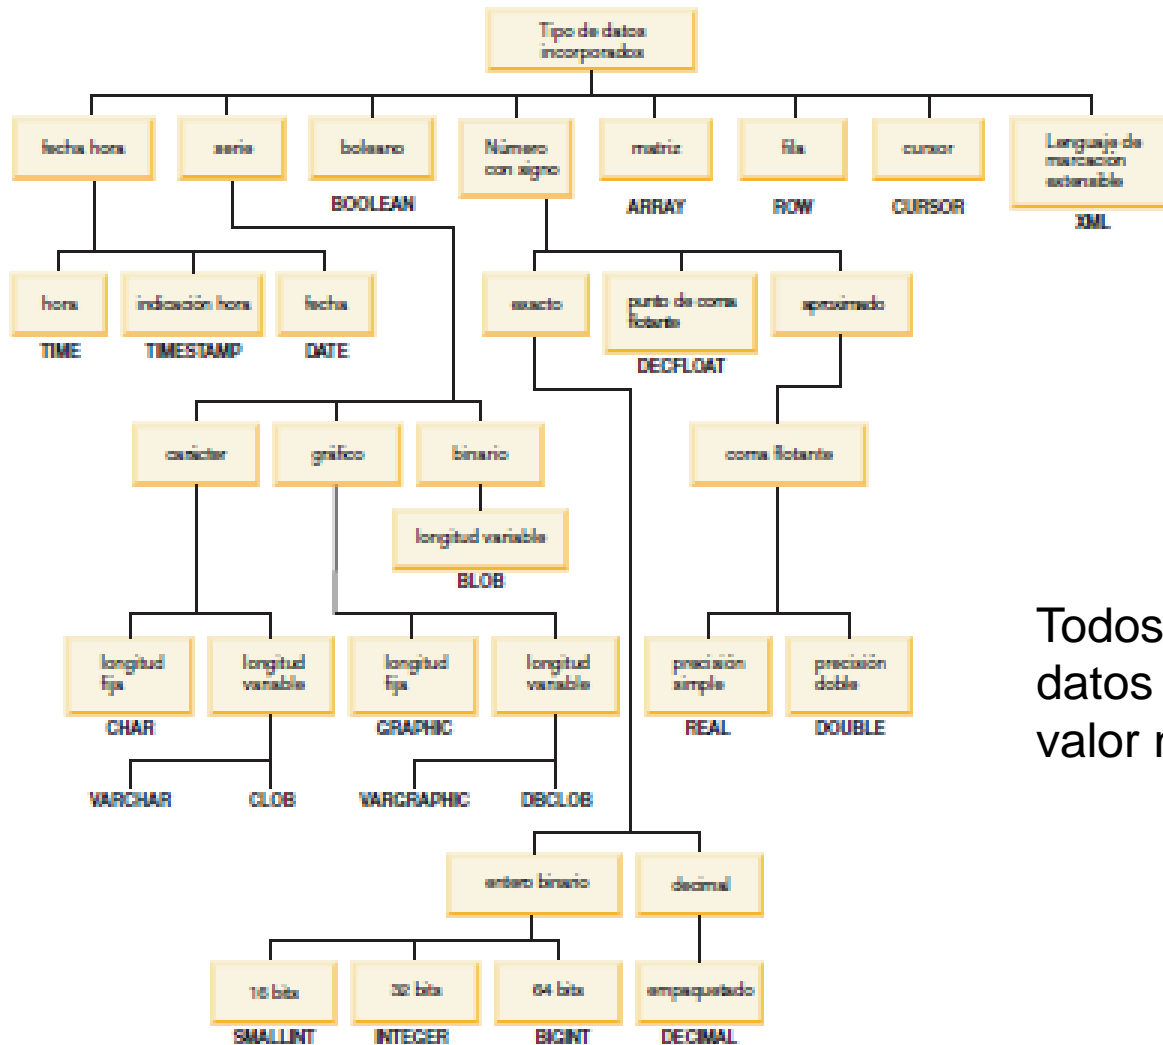 Tipo de datos
incorporados
fecha hora
serie
boleano
Número
con signo
matriz
fila
cursor
Lenguaje de
marcación
extensible
BOOLEAN
ARRAY
ROW
CURSOR
XML
hora
indicación hora
fecha
exacto
punto de coma
flotante
aproximado
TIME
TIMESTAMP
DATE
DECFLOAT
carácter
gráfico
binario
coma flotante
longitud variable
BLOB
longitud
fija
longitud
variable
longitud
fija
longitud
variable
precisión
simple
precisión
doble
CHAR
GRAPHIC
REAL
DOUBLE
VARCHAR
CLOB
VARGRAPHIC
DBCLOB
entero binario
decimal
16 bits
32 bits
64 bits
empaquetado
SMALLINT
INTEGER
BIGINT
DECIMAL
Todos
datos
valor